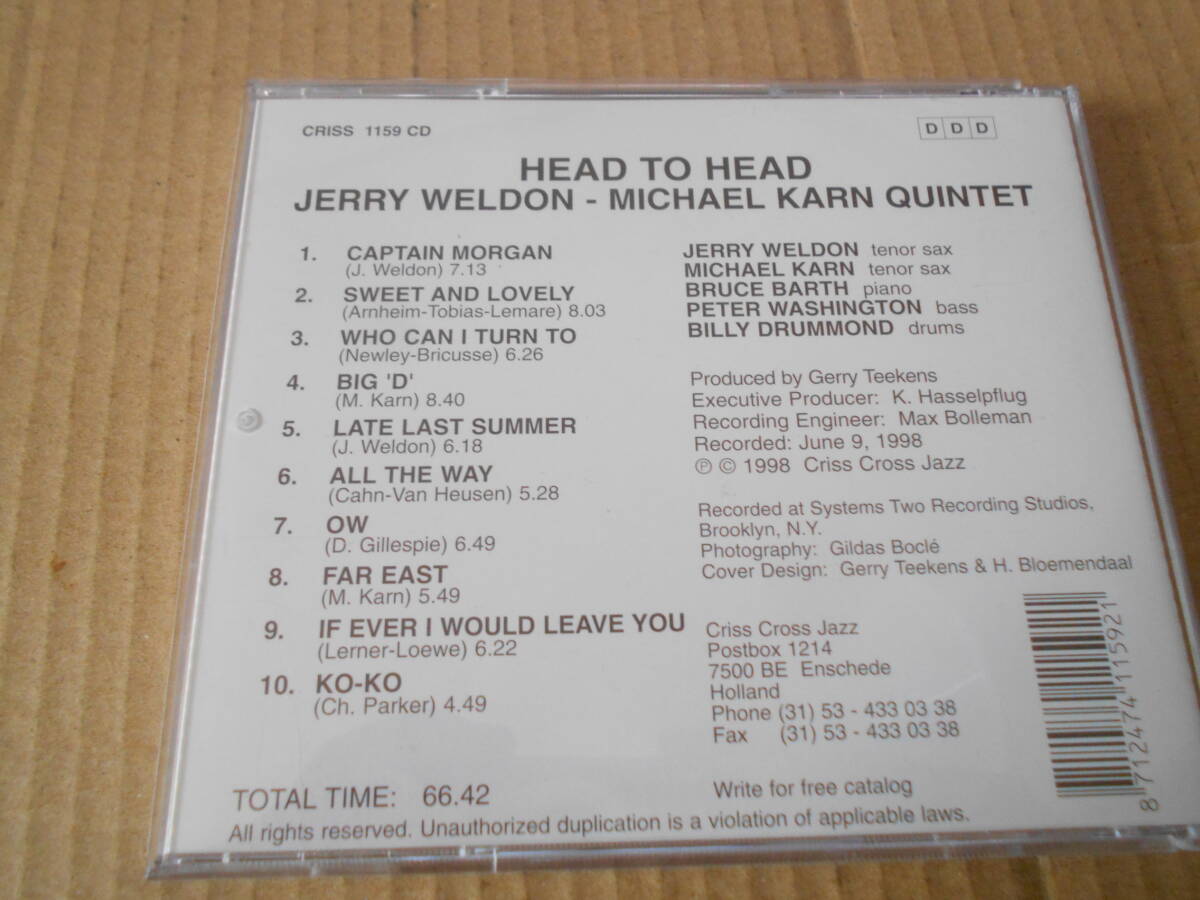 CRISS 1159 CD
D D D
HEAD TO HEAD
JERRY WELDON - MICHAEL KARN QUINTET
1. CAPTAIN MORGAN
(J. Weldon) 7.13
2. SWEET AND LOVELY
(Arnheim-Tobias-Lemare) 8.03
3. WHO CAN I TURN TO
(Newley-Bricusse) 6.26
4. BIG 'D'
(M. Karn) 8.40
5. LATE LAST SUMMER
(J. Weldon) 6.18
6. ALL THE WAY
(Cahn-Van Heusen) 5.28
7. OW
(D. Gillespie) 6.49
8. FAR EAST
(M. Karn) 5.49
9. IF EVER I WOULD LEAVE YOU
(Lerner-Loewe) 6.22
10. KO-KO
(Ch. Parker) 4.49
JERRY WELDON tenor sax
MICHAEL KARN tenor sax
BRUCE BARTH piano
PETER WASHINGTON bass
BILLY DRUMMOND drums
Produced by Gerry Teekens
Executive Producer: K. Hasselpflug
Recording Engineer: Max Bolleman
Recorded: June 9, 1998
℗ © 1998 Criss Cross Jazz
Recorded at Systems Two Recording Studios,
Brooklyn, N.Y.
Photography: Gildas Boclé
Cover Design: Gerry Teekens & H. Bloemendaal
Criss Cross Jazz
Postbox 1214
7500 BE Enschede
Holland
Phone (31) 53 - 433 03 38
Fax (31) 53 - 433 03 38
8 712474 115921
Write for free catalog
TOTAL TIME: 66.42
All rights reserved. Unauthorized duplication is a violation of applicable laws.